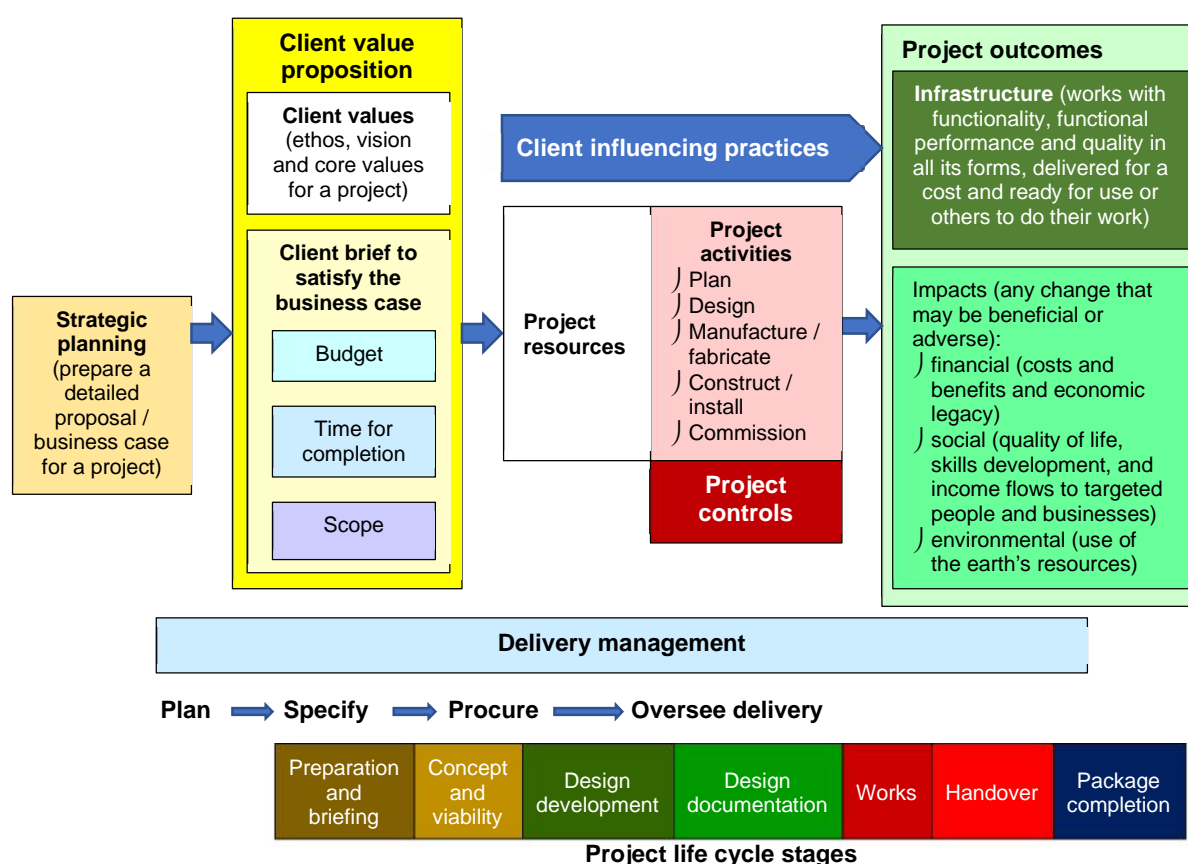 Strategic
planning
(prepare a
detailed
proposal /
business case
for a project)
Client value
proposition
Client values
(ethos, vision
and core values
for a project)
Client brief to
satisfy the
business case
Budget
Time for
completion
Scope
Client influencing practices
Project
resources
Project
activities
Plan
Design
Manufacture /
fabricate
Construct /
install
Commission
Project
controls
Project outcomes
Infrastructure (works with
functionality, functional
performance and quality in
all its forms, delivered for a
cost and ready for use or
others to do their work)
Impacts (any change that
may be beneficial or
adverse):
financial (costs and
benefits and economic
legacy)
social (quality of life,
skills development, and
income flows to targeted
people and businesses)
environmental (use of
the earth's resources)
Delivery management
Plan Specify Procure Oversee delivery
Preparation
and
briefing
Concept
and
viability
Design
development
Design
documentation
Works
Handover
Package
completion
Project life cycle stages